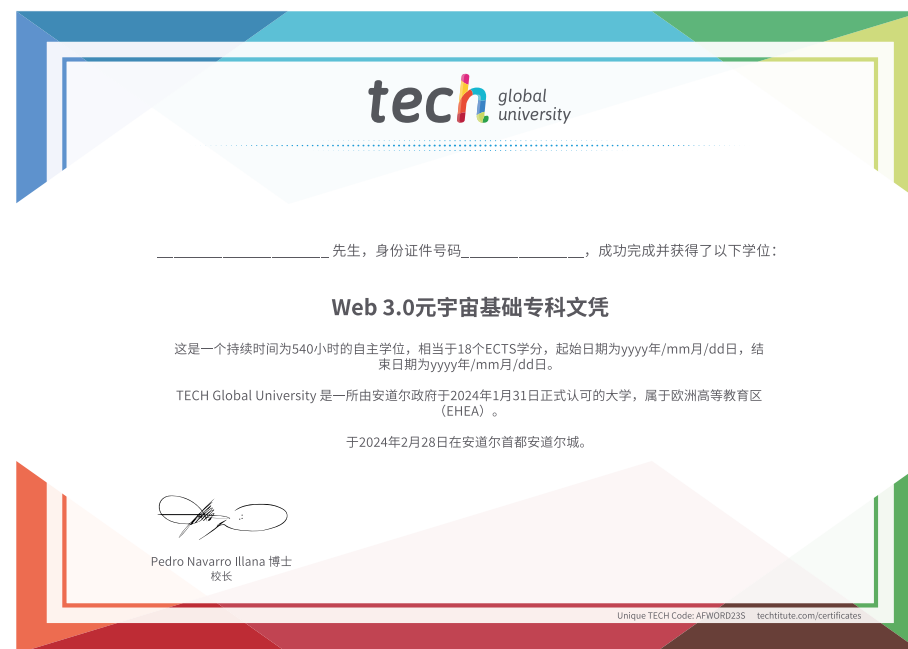 tech global university
______________________ 先生，身份证件号码________________，成功完成并获得了以下学位：
Web 3.0元宇宙基础专科文凭
这是一个持续时间为540小时的自主学位，相当于18个ECTS学分，起始日期为yyyy年/mm月/dd日，结
束日期为yyyy年/mm月/dd日。
TECH Global University 是一所由安道尔政府于2024年1月31日正式认可的大学，属于欧洲高等教育区
（EHEA）。
于2024年2月28日在安道尔首都安道尔城。
Pedro Navarro Illana 博士
校长
Unique TECH Code: AFWORD23S techtitute.com/certificates